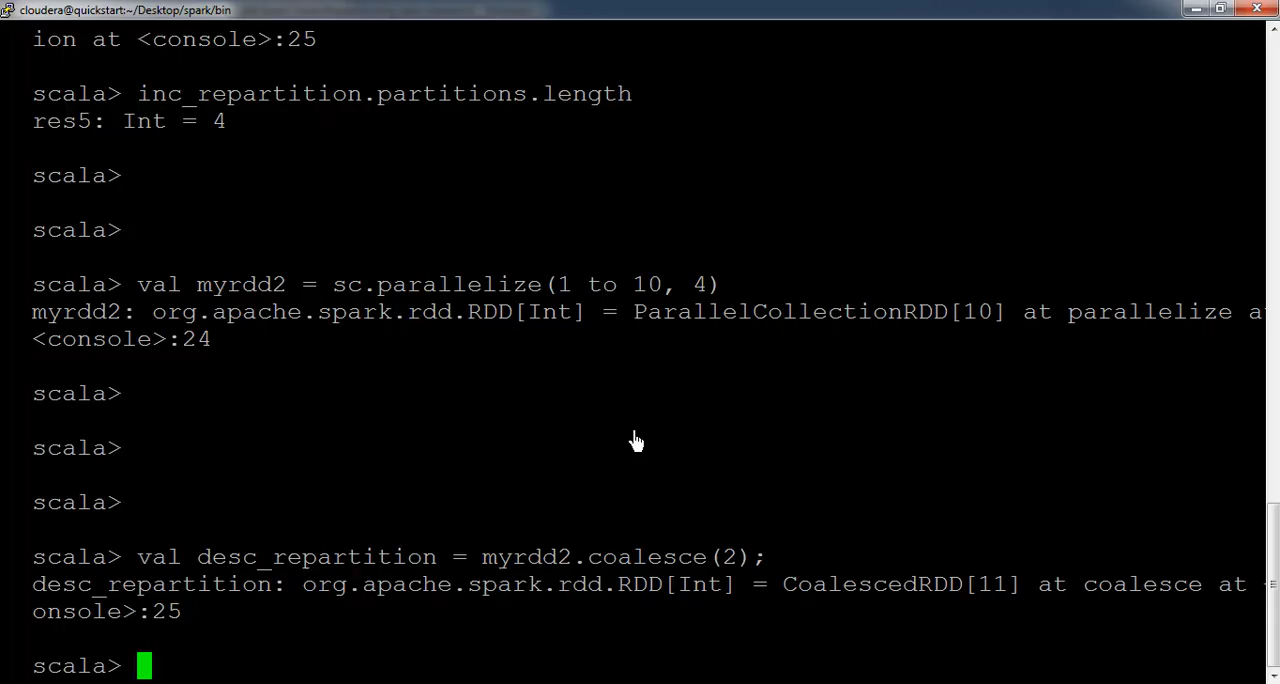 cloudera@quickstart:~/Desktop/spark/bin
ion at <console>:25
scala> inc_repartition.partitions.length
res5: Int = 4
scala>
scala>
scala> val myrdd2 = sc.parallelize(1 to 10, 4)
myrdd2: org.apache.spark.rdd.RDD[Int] = ParallelCollectionRDD[10] at parallelize a
<console>:24
scala>
scala>
scala>
scala> val desc_repartition = myrdd2.coalesce(2);
desc_repartition: org.apache.spark.rdd.RDD[Int] = CoalescedRDD[11] at coalesce at
onsole>:25
scala>